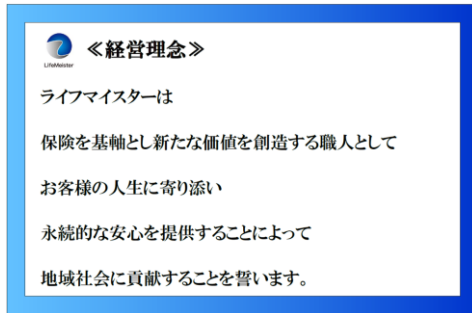 ≪経営理念≫
LifeMeister
ライフマイスターは
保険を基軸とし新たな価値を創造する職人として
お客様の人生に寄り添い
永続的な安心を提供することによって
地域社会に貢献することを誓います。